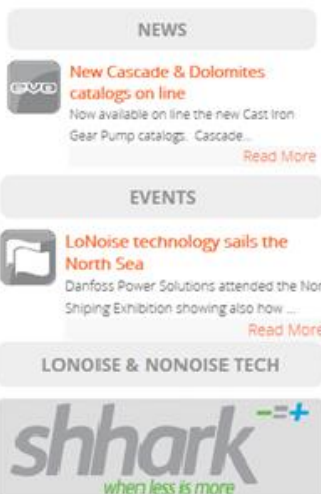 NEWS
evo
New Cascade & Dolomites
catalogs on line
Now available on line the new Cast Iron
Gear Pump catalogs. Cascade...
Read More
EVENTS
LoNoise technology sails the
North Sea
Danfoss Power Solutions attended the Nor
Shiping Exhibition showing also how ....
Read More
LONOISE & NONOISE TECH
shhark -=+
when less is more